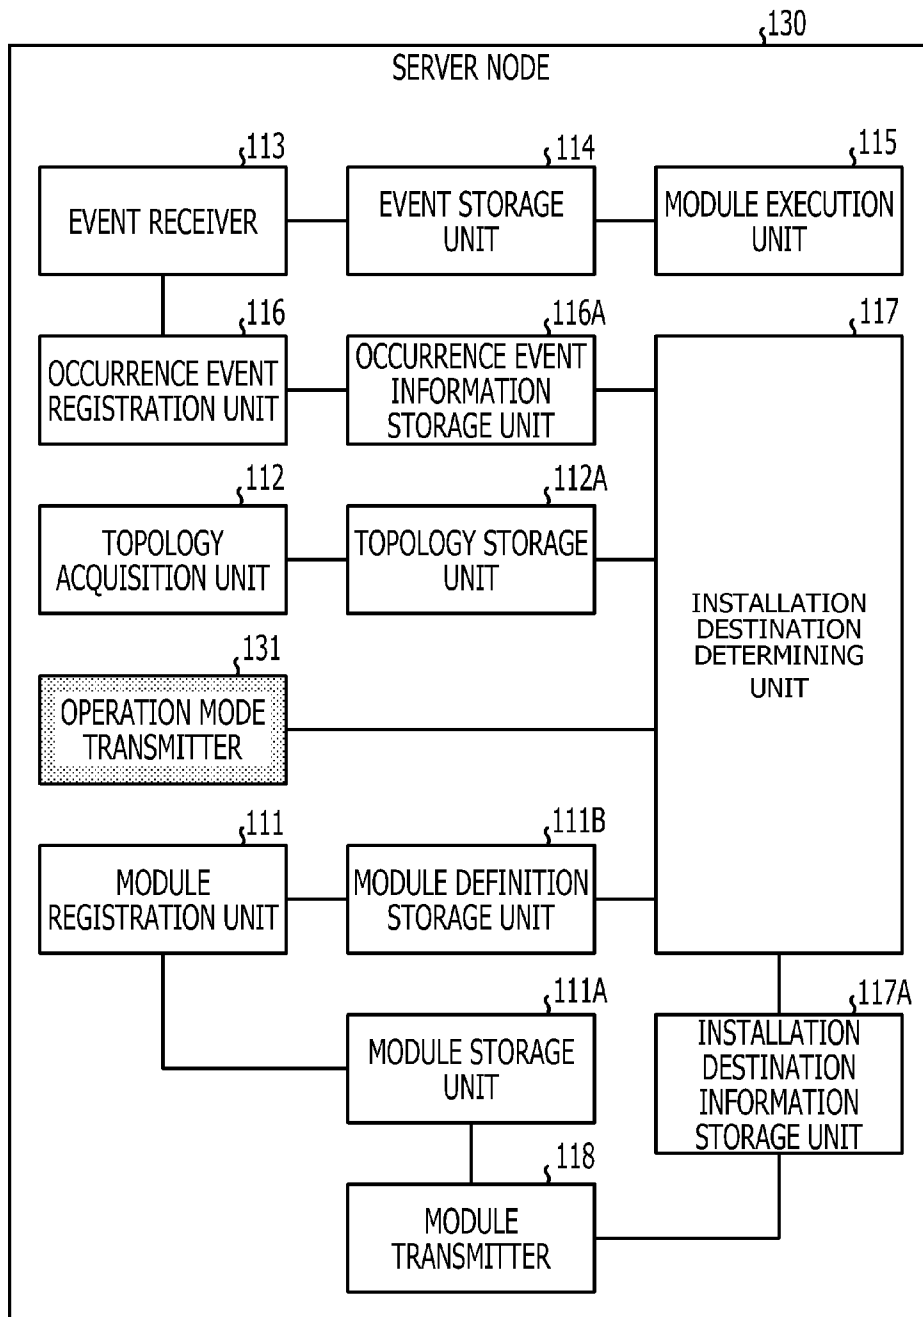 130
SERVER NODE
113
EVENT RECEIVER
114
EVENT STORAGE
UNIT
115
MODULE EXECUTION
UNIT
116
OCCURRENCE EVENT
REGISTRATION UNIT
116A
OCCURRENCE EVENT
INFORMATION
STORAGE UNIT
117
INSTALLATION
DESTINATION
DETERMINING
UNIT
112
TOPOLOGY
ACQUISITION UNIT
112A
TOPOLOGY STORAGE
UNIT
131
OPERATION MODE
TRANSMITTER
111
MODULE
REGISTRATION UNIT
111B
MODULE DEFINITION
STORAGE UNIT
111A
MODULE STORAGE
UNIT
117A
INSTALLATION
DESTINATION
INFORMATION
STORAGE UNIT
118
MODULE
TRANSMITTER